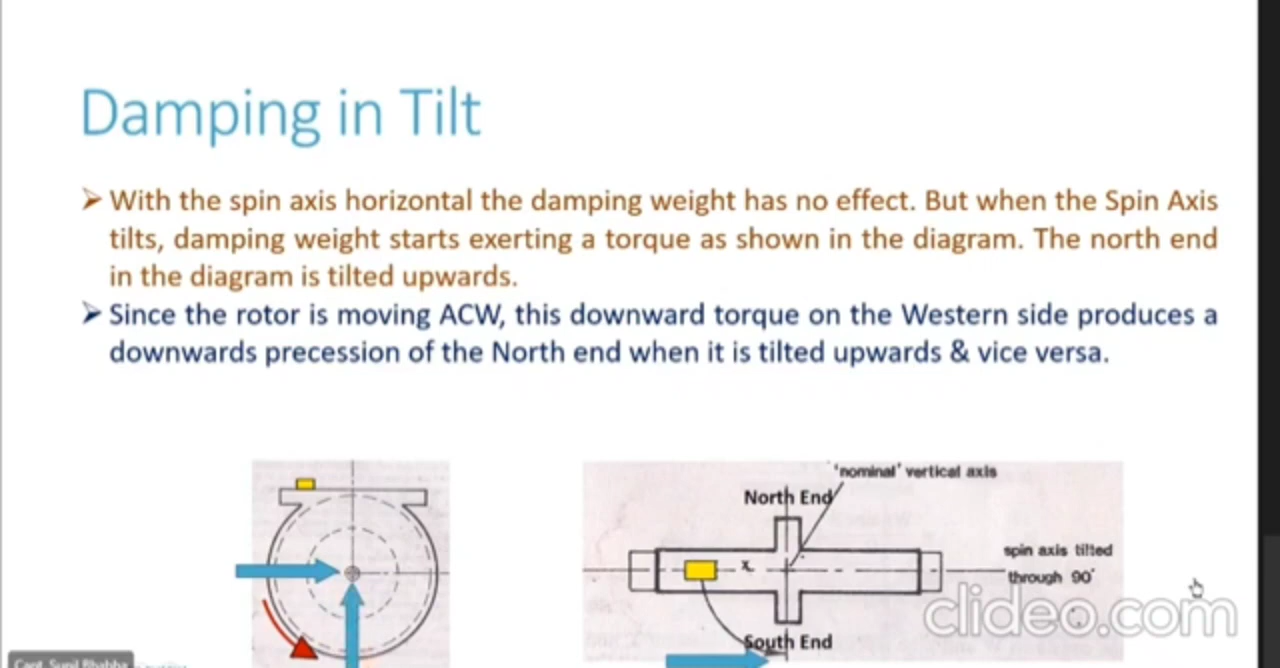 Damping in Tilt
➤ With the spin axis horizontal the damping weight has no effect. But when the Spin Axis
tilts, damping weight starts exerting a torque as shown in the diagram. The north end
in the diagram is tilted upwards.
➤ Since the rotor is moving ACW, this downward torque on the Western side produces a
downwards precession of the North end when it is tilted upwards & vice versa.
'nominal' vertical axis
North End
spin axis tilted
x
through 90°
clideo.com
South End
Capt. Sunil Bhabha